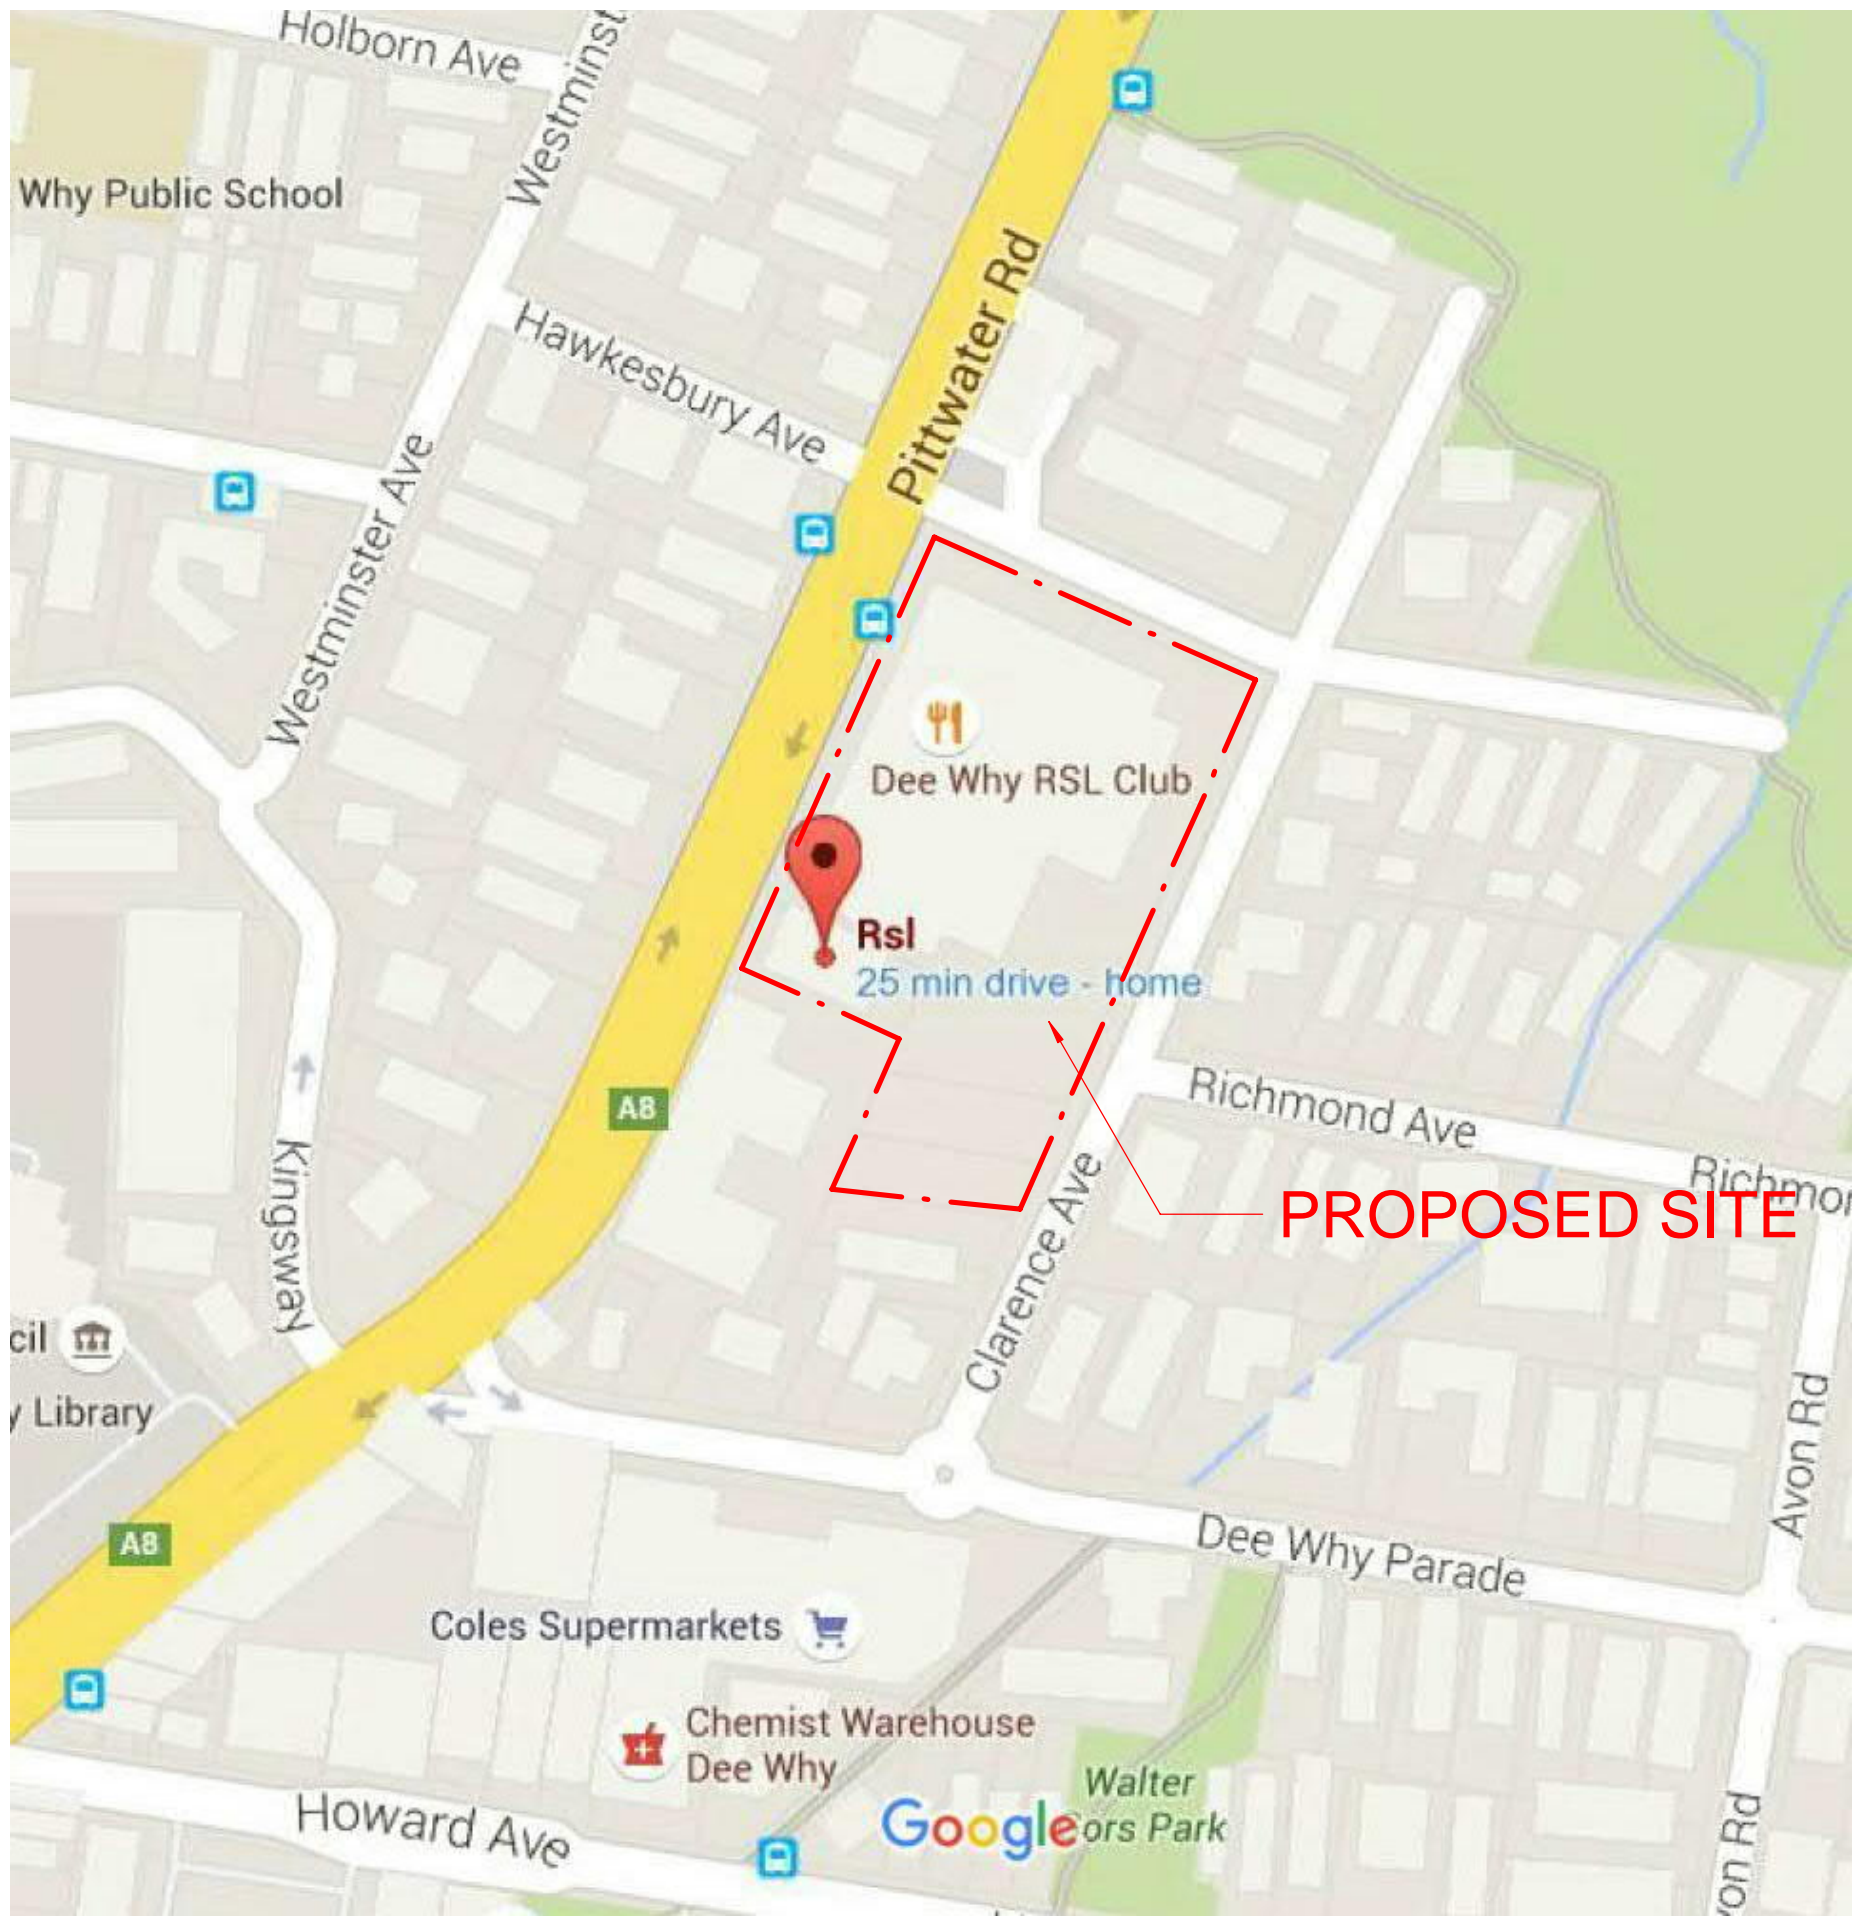 Holborn Ave
Westminst
Why Public School
Pittwater Rd
Hawkesbury Ave
Westminster Ave
Dee Why RSL Club
Rsl
25 min drive - home
A8
Richmond Ave
Richmor
PROPOSED SITE
Kingsway
Clarence Ave
cil
y Library
Avon Rd
A8
Dee Why Parade
Coles Supermarkets
Chemist Warehouse
Dee Why
Walter
Google
ors Park
Howard Ave
von Rd